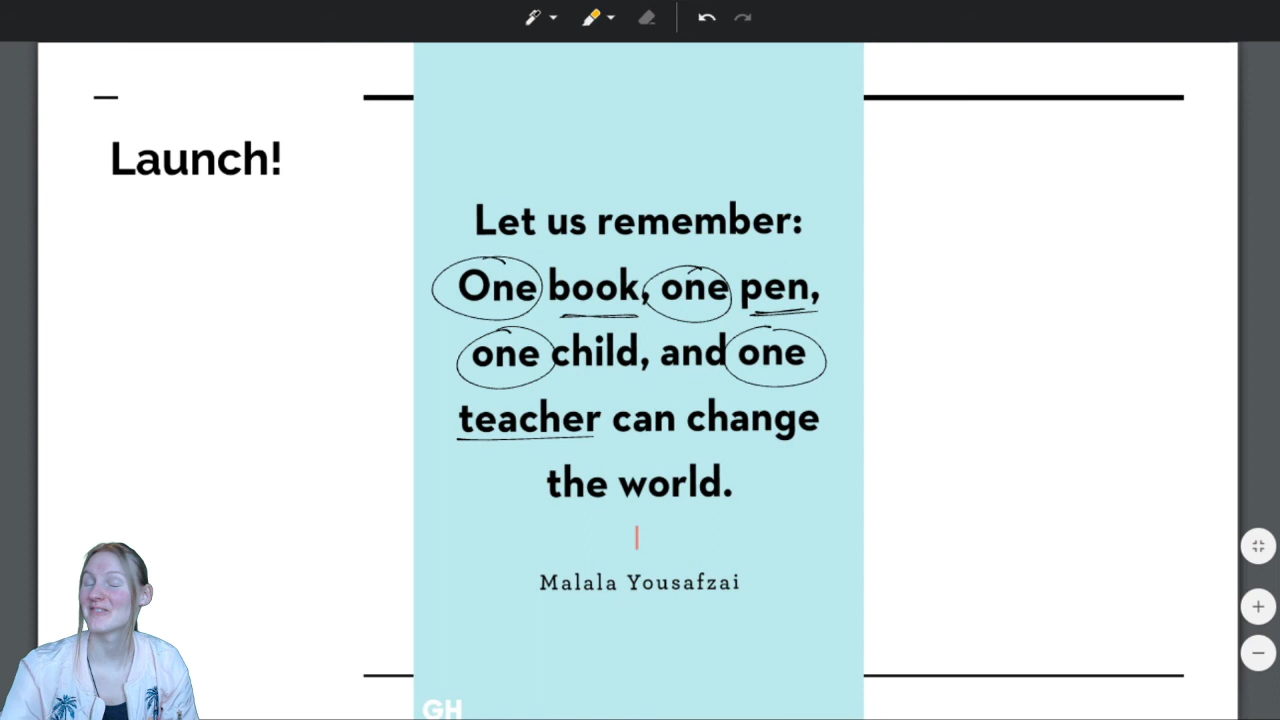 Launch!
Let us remember:
One book, one pen,
one child, and one
teacher can change
the world.
Malala Yousafzai
GH